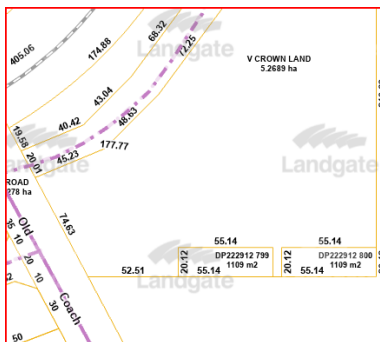 405.06
174.88
68.32
72.25
Landgate
V CROWN LAND
5.2689 ha
43.04
40.42
48.63
19.58
20.01
45.23
177.77
Landgate
ROAD
278 ha
74.63
Old
35
10
20
10
30
50
Coach
55.14
55.14
20.12
DP222912 799
1109 m2
20.12
DP222912 800
1109 m2
52.51
55.14
55.14
Landgate
Landgate